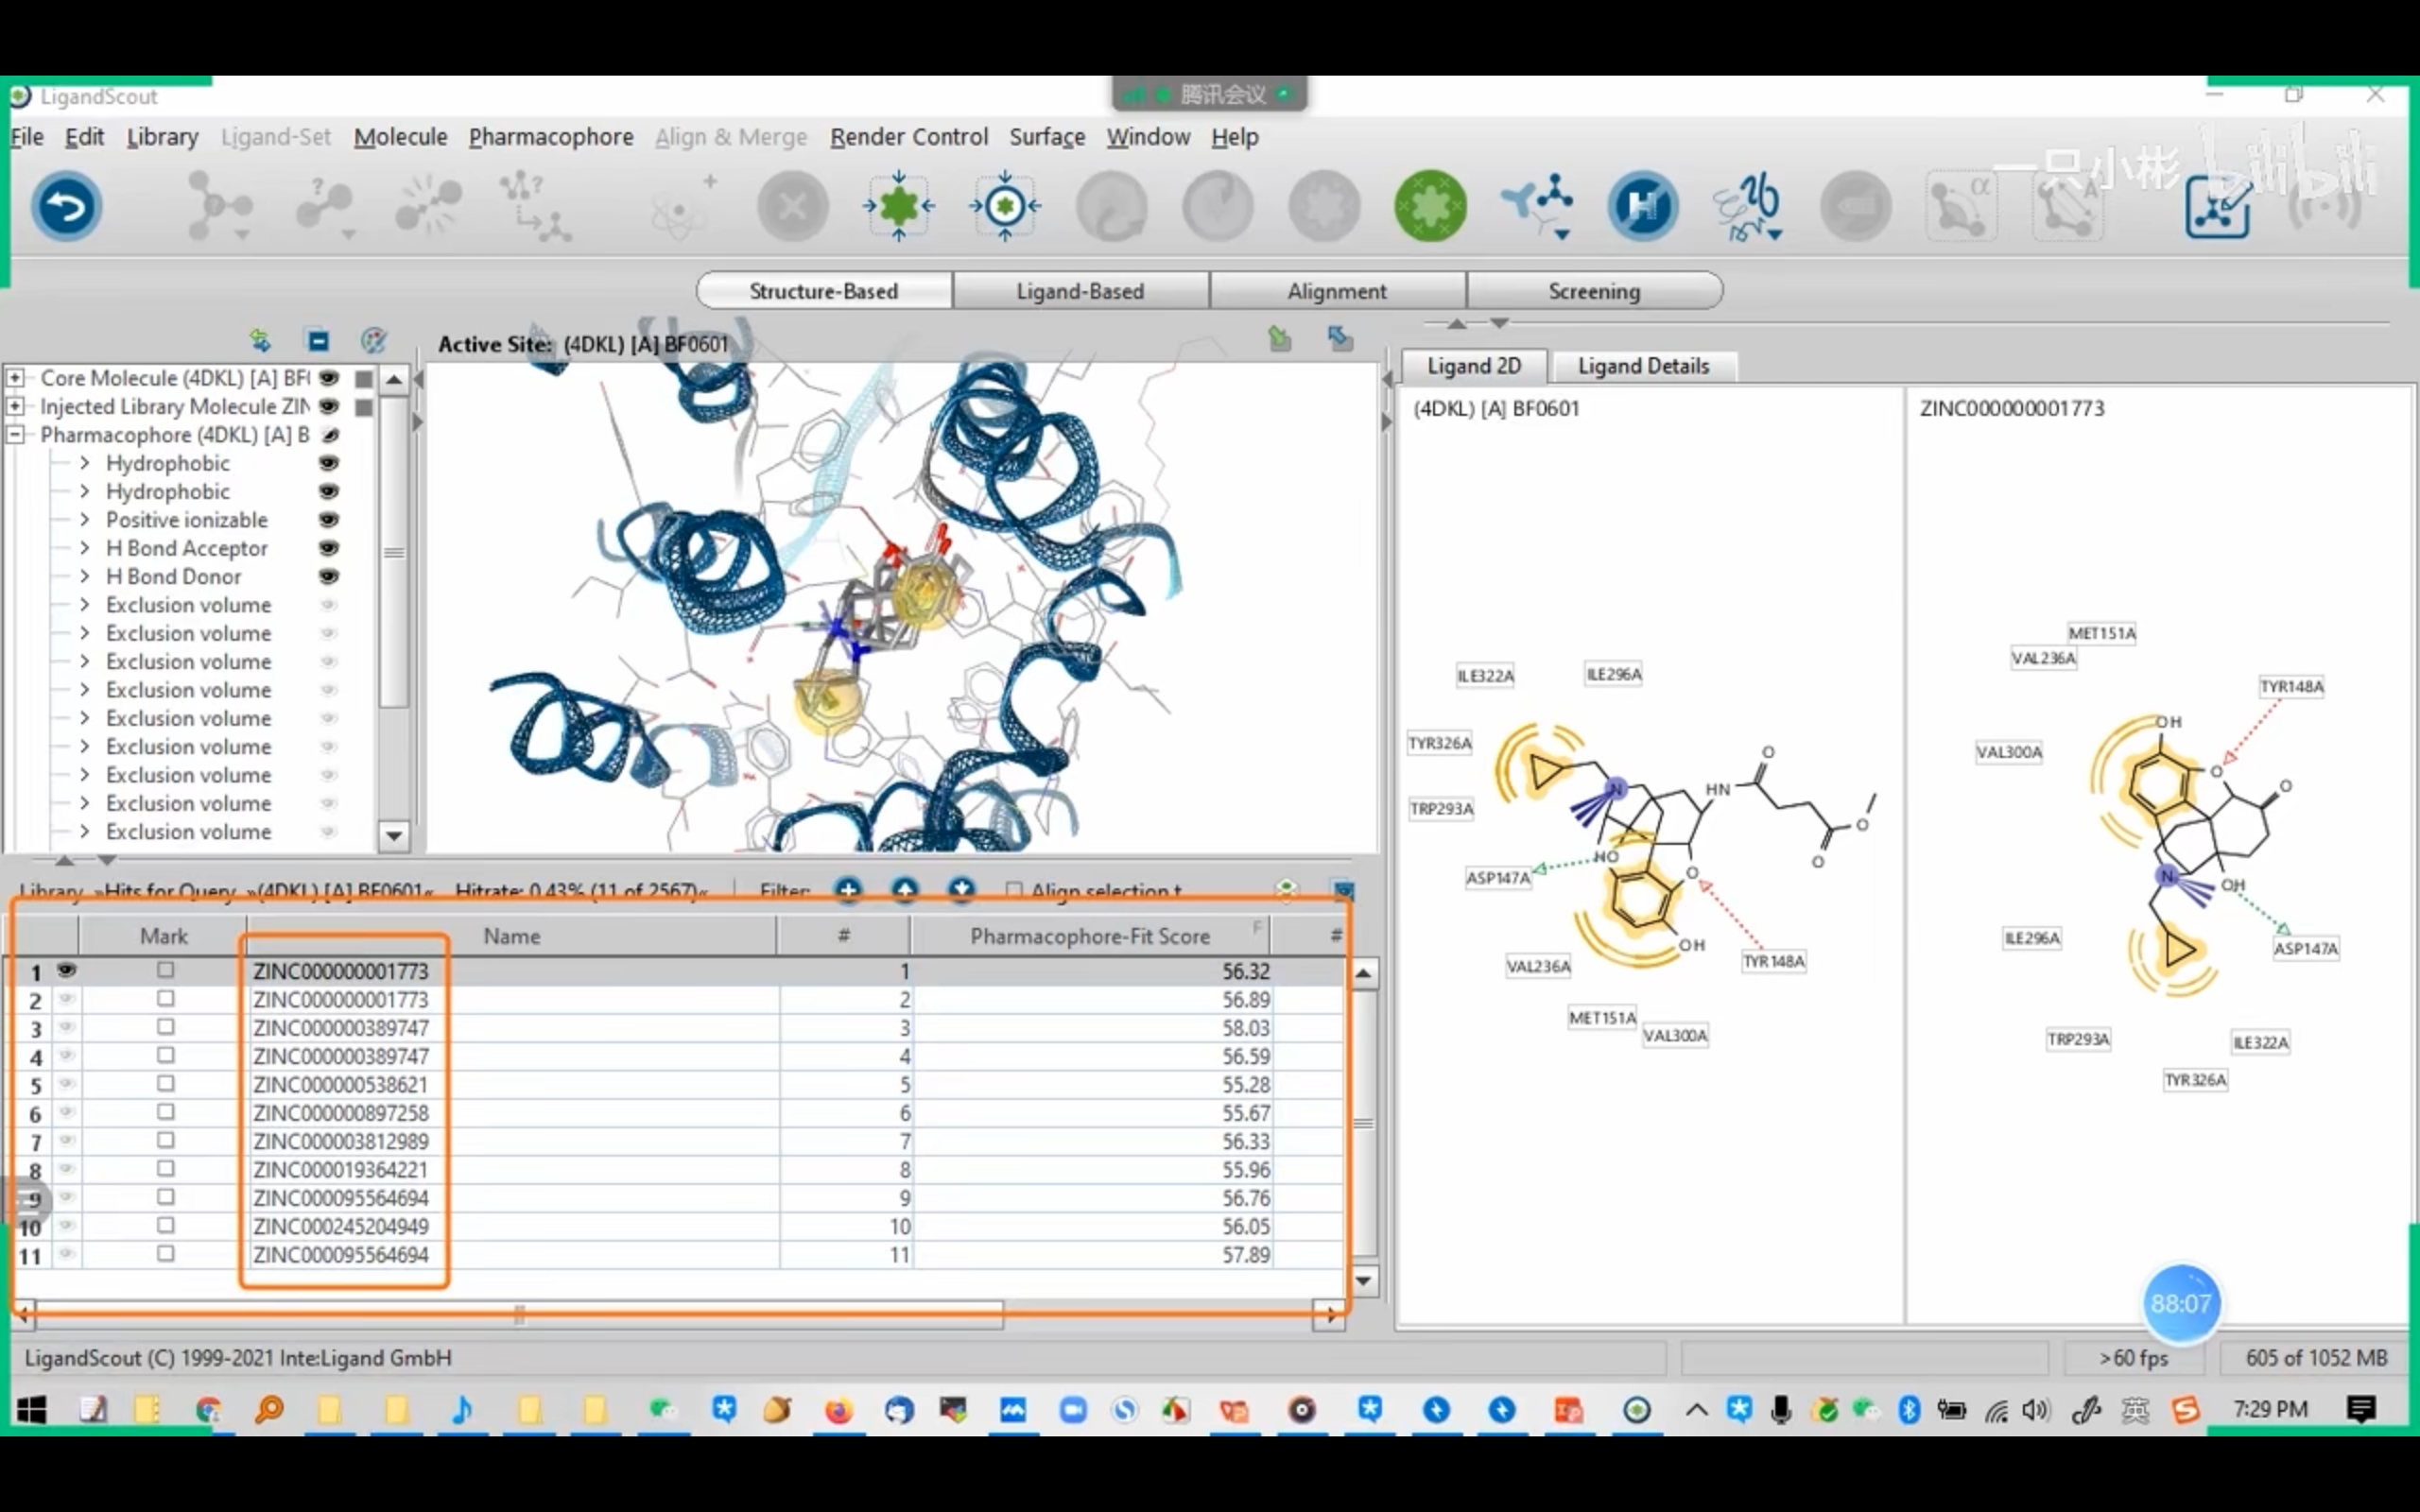 LigandScout
腾讯会议
File Edit Library Ligand-Set Molecule Pharmacophore Align & Merge Render Control Surface Window Help
一只小彬 bilibili
Structure-Based Ligand-Based Alignment Screening
Active Site: (4DKL) [A] BF0601
Core Molecule (4DKL) [A] BF(
Injected Library Molecule ZIN
Pharmacophore (4DKL) [A] B
Hydrophobic
Hydrophobic
Positive ionizable
H Bond Acceptor
H Bond Donor
Exclusion volume
Exclusion volume
Exclusion volume
Exclusion volume
Exclusion volume
Exclusion volume
Exclusion volume
Exclusion volume
Exclusion volume
Ligand 2D Ligand Details
(4DKL) [A] BF0601
ILE322A ILE296A
TYR326A
TRP293A
N HN O
O
O
HO
ASP147A
O
OH
VAL236A TYR148A
MET151A
VAL300A
ZINC000000001773
MET151A
VAL236A
TYR148A
OH
VAL300A
O
O
N
OH
ILE296A
ASP147A
TRP293A ILE322A
TYR326A
Library »Hits for Query »(4DKL) [A] BF0601« Hitrate: 0.43% (11 of 2567)« Filter: Align selection t
Mark Name # Pharmacophore-Fit Score F #
1 ZINC000000001773 1 56.32
2 ZINC000000001773 2 56.89
3 ZINC000000389747 3 58.03
4 ZINC000000389747 4 56.59
5 ZINC000000538621 5 55.28
6 ZINC000000897258 6 55.67
7 ZINC000003812989 7 56.33
8 ZINC000019364221 8 55.96
9 ZINC000095564694 9 56.76
10 ZINC000245204949 10 56.05
11 ZINC000095564694 11 57.89
88:07
LigandScout (C) 1999-2021 Inte:Ligand GmbH >60 fps 605 of 1052 MB
英 7:29 PM